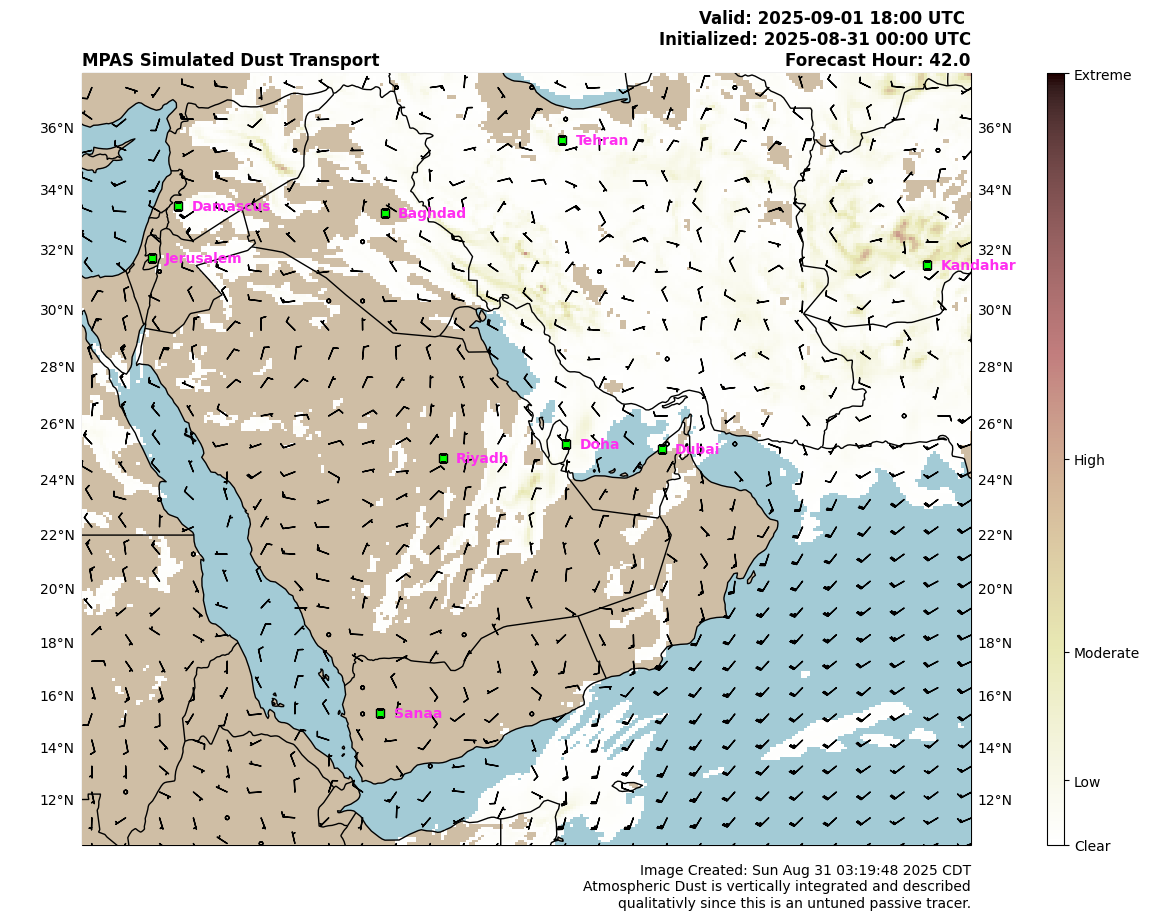 Valid: 2025-09-01 18:00 UTC
Initialized: 2025-08-31 00:00 UTC
MPAS Simulated Dust Transport
Forecast Hour: 42.0
Extreme
36°N
36°N
Tehran
34°N
34°N
Damascus
Baghdad
32°N
32°N
Jerusalem
Kandahar
30°N
30°N
28°N
28°N
26°N
26°N
Doha
Dubai
Riyadh
High
24°N
24°N
22°N
22°N
20°N
20°N
18°N
18°N
Moderate
16°N
16°N
Sanaa
14°N
14°N
Low
12°N
12°N
Clear
Image Created: Sun Aug 31 03:19:48 2025 CDT
Atmospheric Dust is vertically integrated and described
qualitativly since this is an untuned passive tracer.